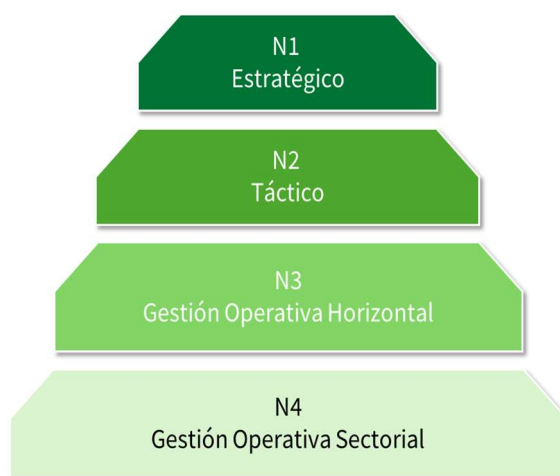 N1
Estratégico
N2
Táctico
N3
Gestión Operativa Horizontal
N4
Gestión Operativa Sectorial